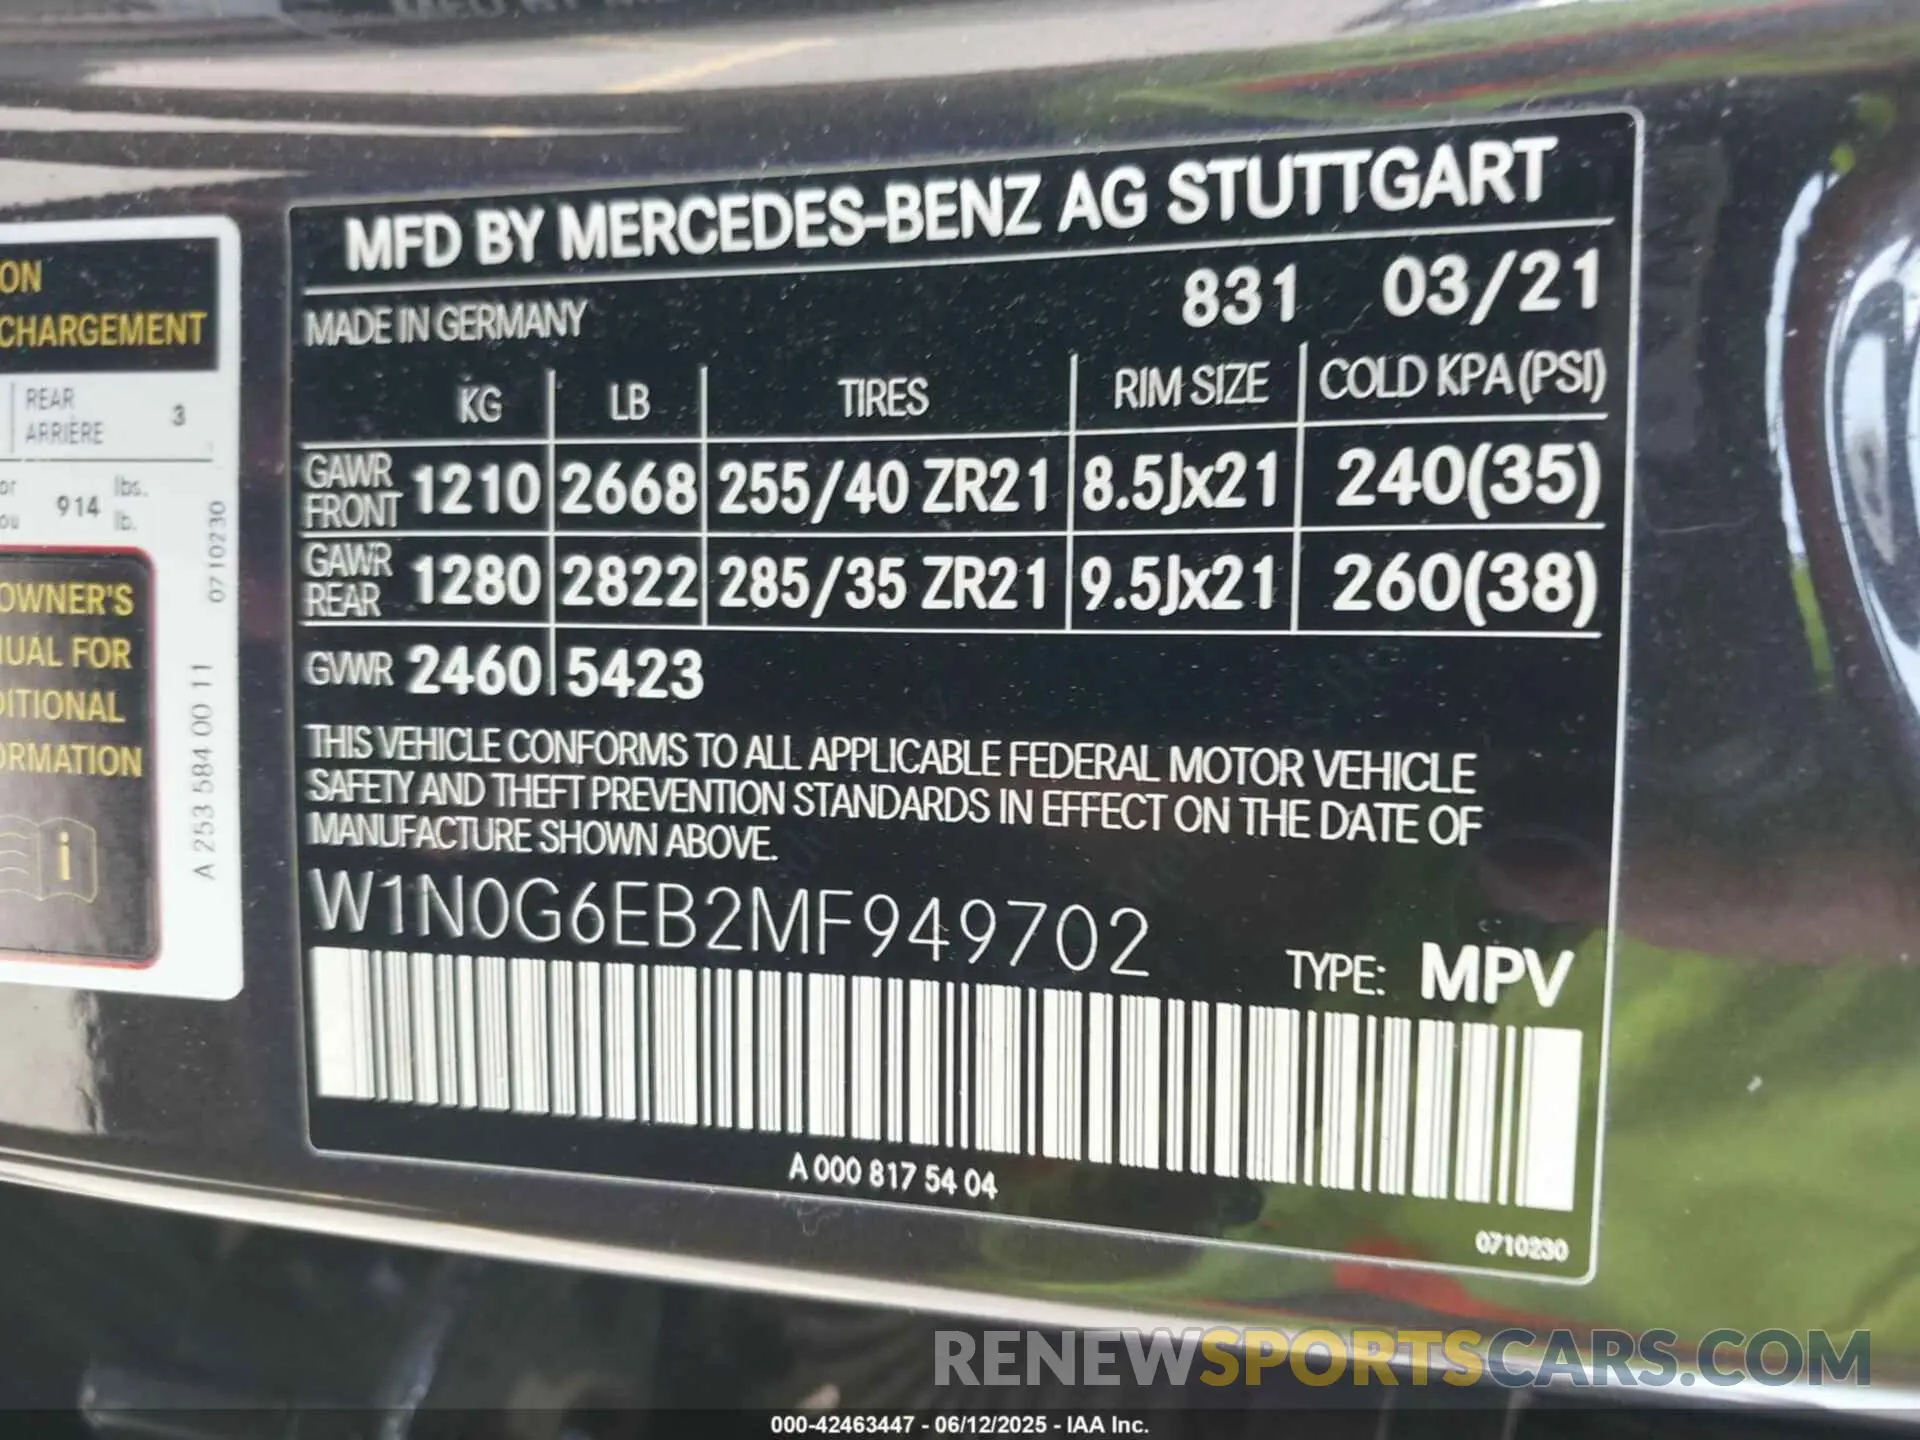 ON
CHARGEMENT
REAR
ARRIÈRE 3
or
ou 914 lbs.
lb.
0710230
OWNER'S
UAL FOR
DITIONAL
ORMATION
A 253 584 00 11
MFD BY MERCEDES-BENZ AG STUTTGART
MADE IN GERMANY 831 03/21
KG LB TIRES RIM SIZE COLD KPA (PSI)
GAWR FRONT 1210 2668 255/40 ZR21 8.5Jx21 240(35)
GAWR REAR 1280 2822 285/35 ZR21 9.5Jx21 260(38)
GVWR 2460 5423
THIS VEHICLE CONFORMS TO ALL APPLICABLE FEDERAL MOTOR VEHICLE
SAFETY AND THEFT PREVENTION STANDARDS IN EFFECT ON THE DATE OF
MANUFACTURE SHOWN ABOVE.
W1N0G6EB2MF949702
TYPE: MPV
A 000 817 54 04
0710230
RENEWSPORTSCARS.COM
000-42463447 - 06/12/2025 - IAA Inc.